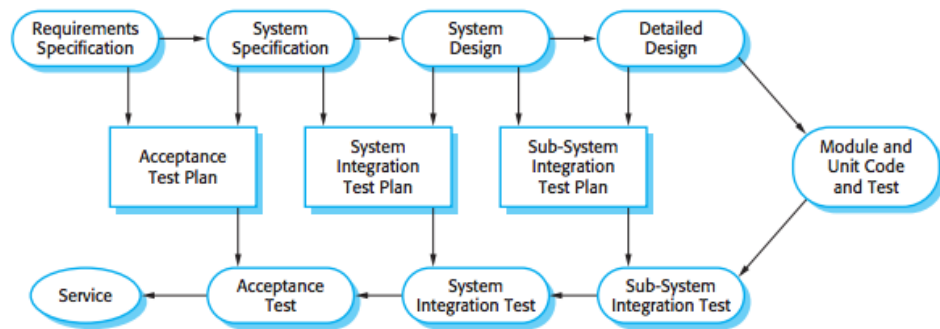 Requirements
Specification
System
Specification
System
Design
Detailed
Design
Acceptance
Test Plan
System
Integration
Test Plan
Sub-System
Integration
Test Plan
Module and
Unit Code
and Test
Service
Acceptance
Test
System
Integration Test
Sub-System
Integration Test